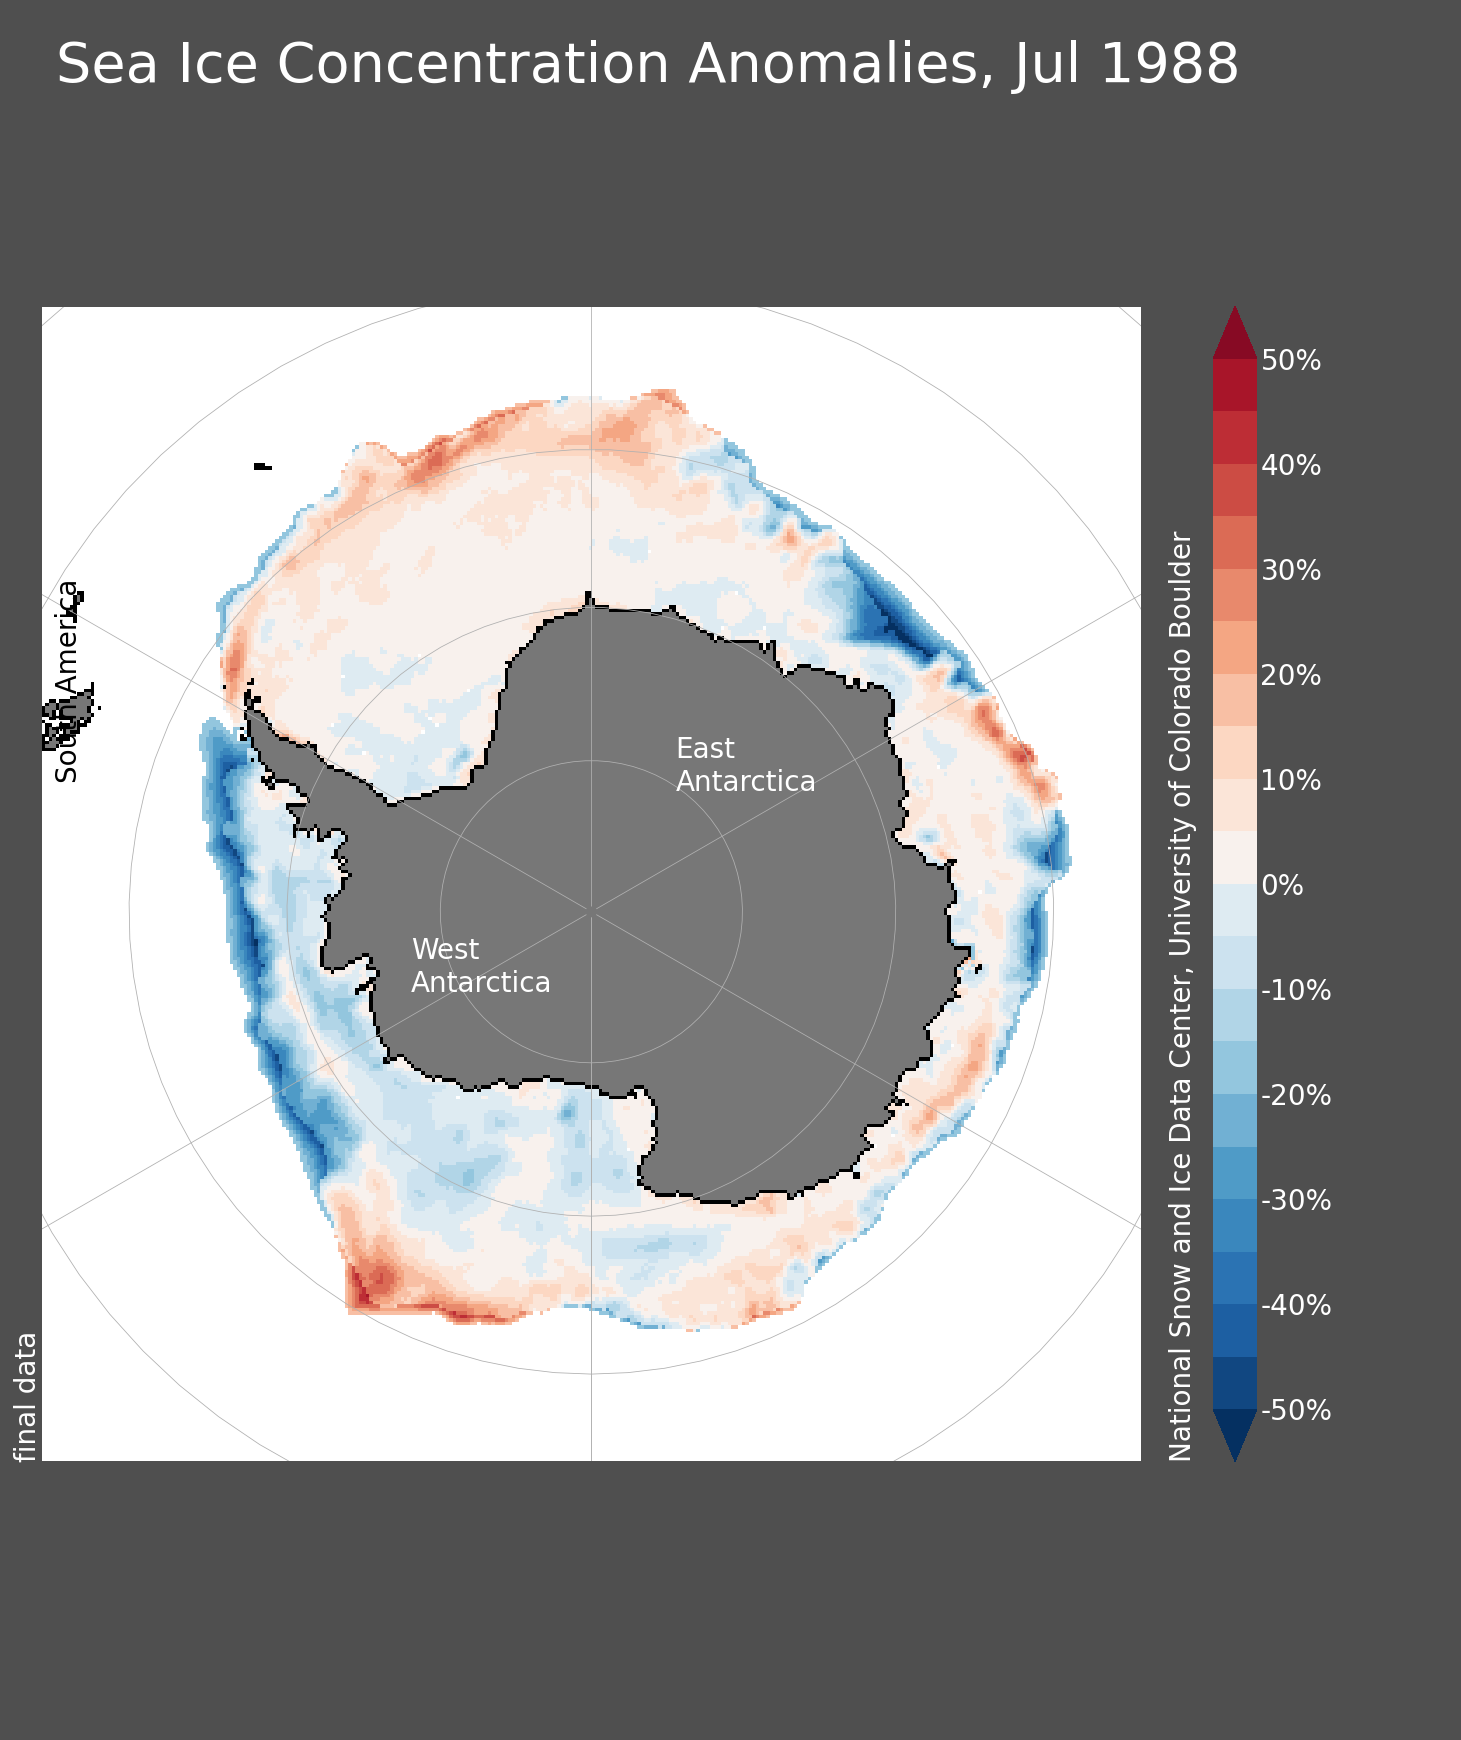 Sea Ice Concentration Anomalies, Jul 1988
South America
East
Antarctica
West
Antarctica
final data
National Snow and Ice Data Center, University of Colorado Boulder
50%
40%
30%
20%
10%
0%
-10%
-20%
-30%
-40%
-50%